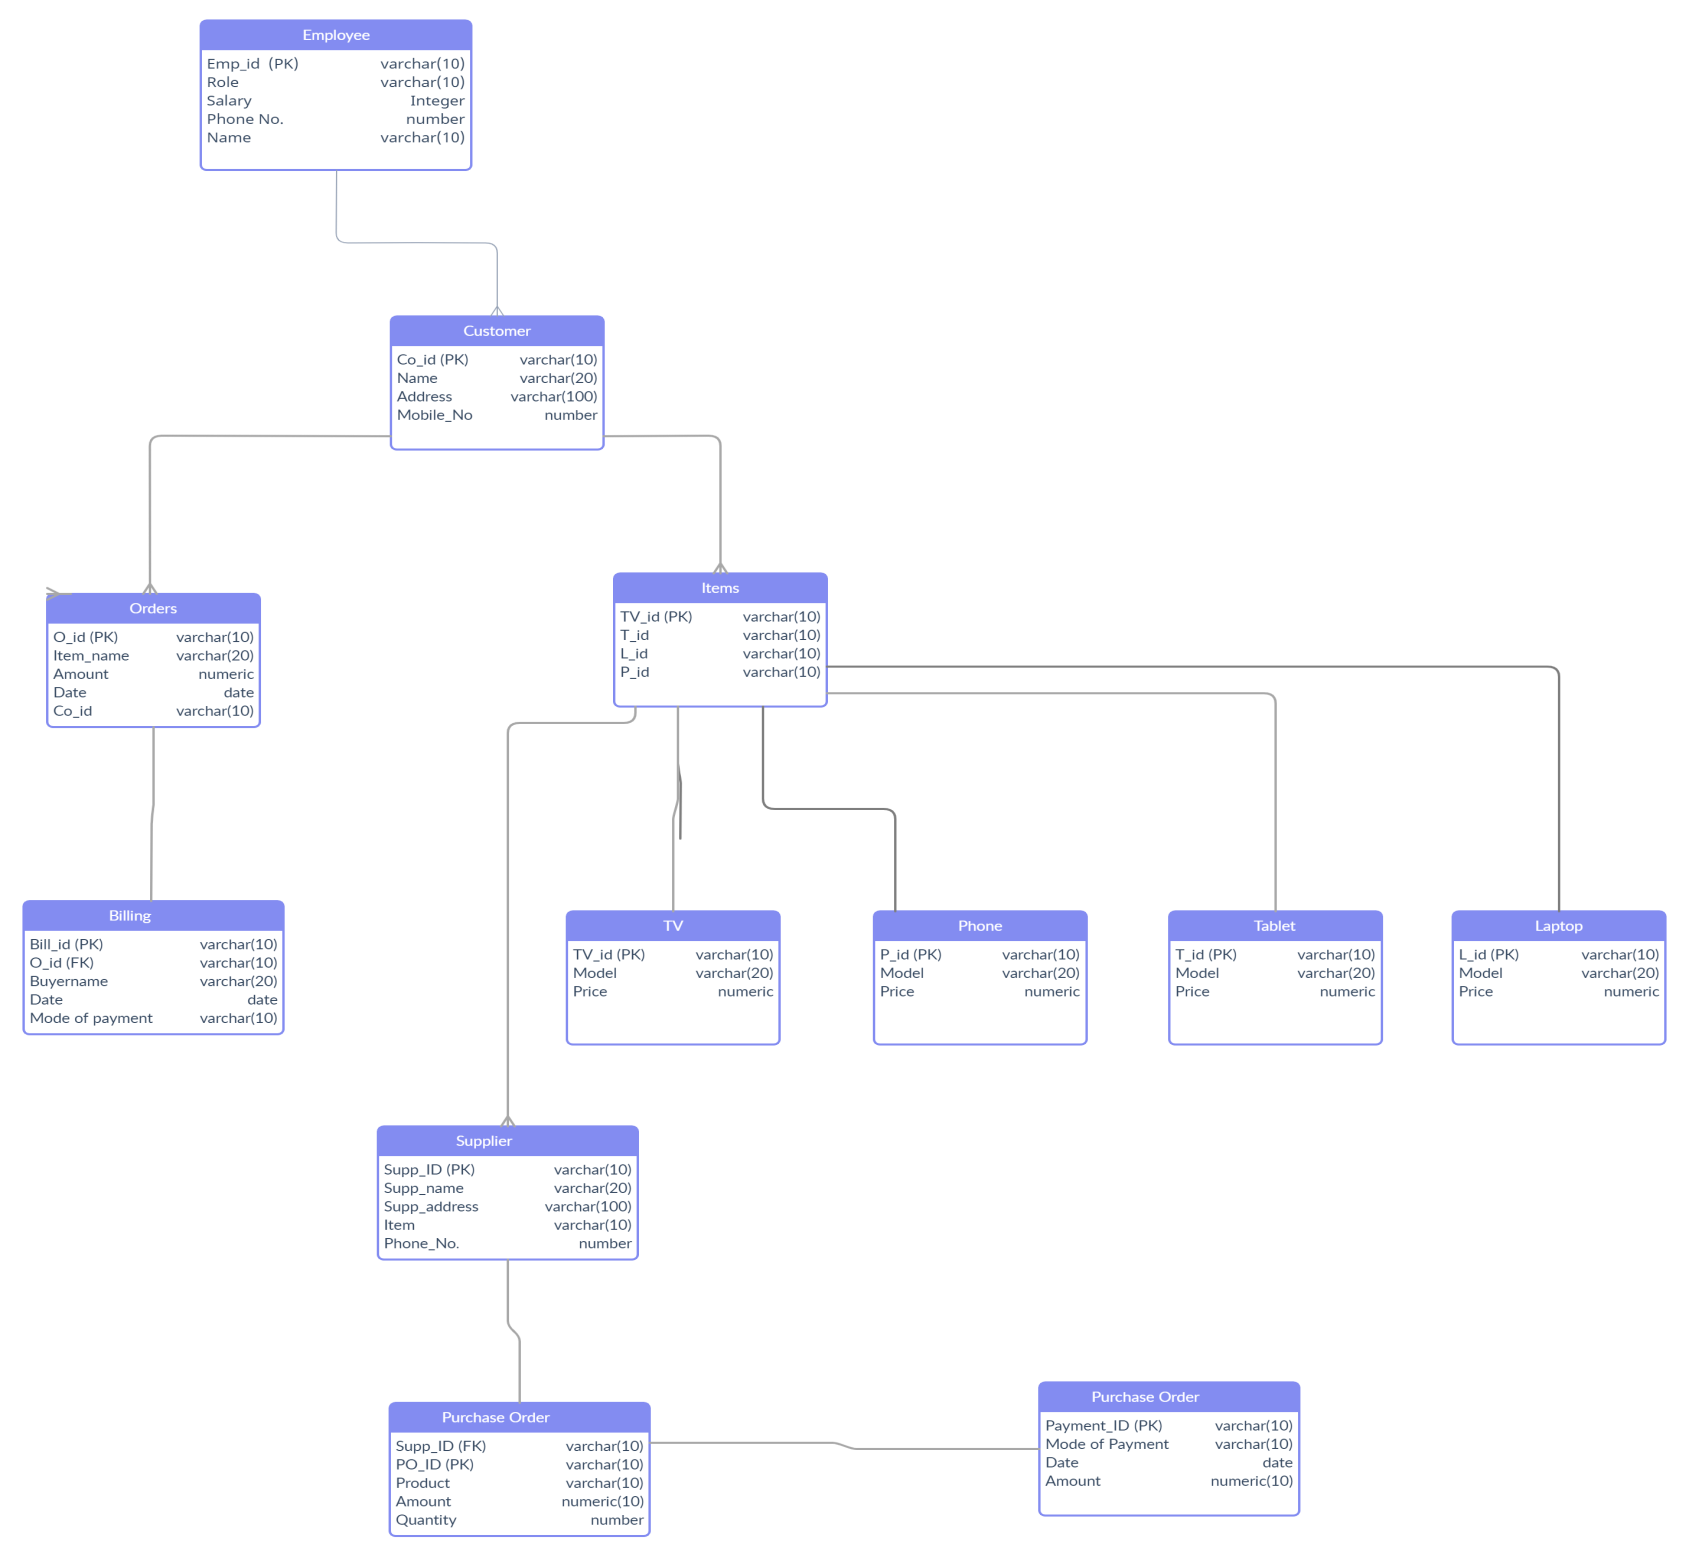 Employee
Emp_id  (PK) varchar(10)
Role varchar(10)
Salary Integer
Phone No. number
Name varchar(10)
Customer
Co_id (PK) varchar(10)
Name varchar(20)
Address varchar(100)
Mobile_No number
Orders
O_id (PK) varchar(10)
Item_name varchar(20)
Amount numeric
Date date
Co_id varchar(10)
Items
TV_id (PK) varchar(10)
T_id varchar(10)
L_id varchar(10)
P_id varchar(10)
Billing
Bill_id (PK) varchar(10)
O_id (FK) varchar(10)
Buyername varchar(20)
Date date
Mode of payment varchar(10)
TV
TV_id (PK) varchar(10)
Model varchar(20)
Price numeric
Phone
P_id (PK) varchar(10)
Model varchar(20)
Price numeric
Tablet
T_id (PK) varchar(10)
Model varchar(20)
Price numeric
Laptop
L_id (PK) varchar(10)
Model varchar(20)
Price numeric
Supplier
Supp_ID (PK) varchar(10)
Supp_name varchar(20)
Supp_address varchar(100)
Item varchar(10)
Phone_No. number
Purchase Order
Supp_ID (FK) varchar(10)
PO_ID (PK) varchar(10)
Product varchar(10)
Amount numeric(10)
Quantity number
Purchase Order
Payment_ID (PK) varchar(10)
Mode of Payment varchar(10)
Date date
Amount numeric(10)